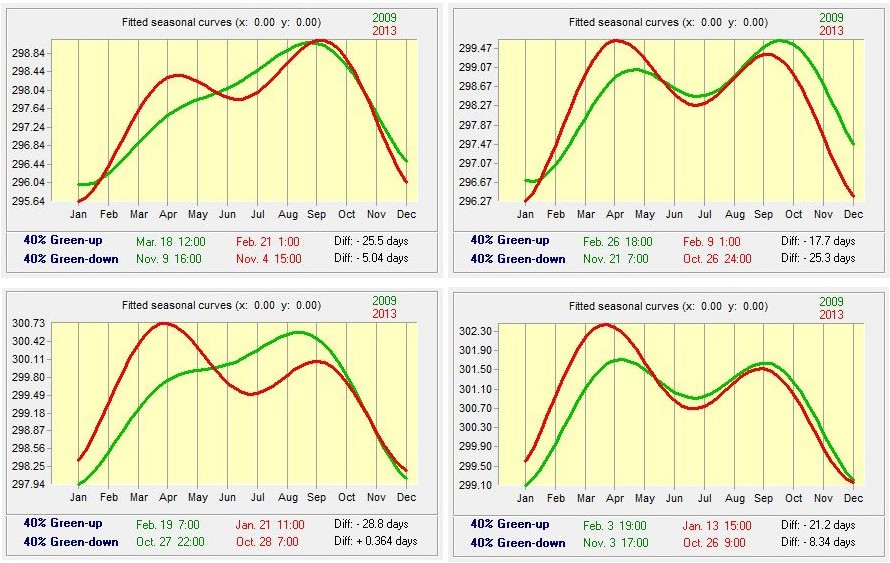 Fitted seasonal curves (x: 0.00 y: 0.00)
2009
2013
298.84
298.44
298.04
297.64
297.24
296.84
296.44
296.04
295.64
Jan Feb Mar Apr May Jun Jul Aug Sep Oct Nov Dec
40% Green-up Mar. 18 12:00 Feb. 21 1:00 Diff: - 25.5 days
40% Green-down Nov. 9 16:00 Nov. 4 15:00 Diff: - 5.04 days
Fitted seasonal curves (x: 0.00 y: 0.00)
2009
2013
299.47
299.07
298.67
298.27
297.87
297.47
297.07
296.67
296.27
Jan Feb Mar Apr May Jun Jul Aug Sep Oct Nov Dec
40% Green-up Feb. 26 18:00 Feb. 9 1:00 Diff: - 17.7 days
40% Green-down Nov. 21 7:00 Oct. 26 24:00 Diff: - 25.3 days
Fitted seasonal curves (x: 0.00 y: 0.00)
2009
2013
300.73
300.42
300.11
299.80
299.49
299.18
298.87
298.56
298.25
297.94
Jan Feb Mar Apr May Jun Jul Aug Sep Oct Nov Dec
40% Green-up Feb. 19 7:00 Jan. 21 11:00 Diff: - 28.8 days
40% Green-down Oct. 27 22:00 Oct. 28 7:00 Diff: + 0.364 days
Fitted seasonal curves (x: 0.00 y: 0.00)
2009
2013
302.30
301.90
301.50
301.10
300.70
300.30
299.90
299.50
299.10
Jan Feb Mar Apr May Jun Jul Aug Sep Oct Nov Dec
40% Green-up Feb. 3 19:00 Jan. 13 15:00 Diff: - 21.2 days
40% Green-down Nov. 3 17:00 Oct. 26 9:00 Diff: - 8.34 days